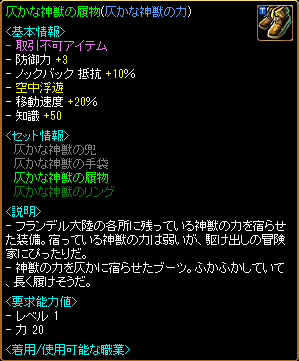 仄かな神獣の履物(仄かな神獣の力)
<基本情報>
- 取引不可アイテム
- 防御力 +3
- ノックバック 抵抗 +10%
- 空中浮遊
- 移動速度 +20%
- 知識 +50
<セット情報>
仄かな神獣の兜
仄かな神獣の手袋
仄かな神獣の履物
仄かな神獣のリング
<説明>
- フランデル大陸の各所に残っている神獣の力を宿らせ
た装備。宿っている神獣の力は弱いが、駆け出しの冒険
家にぴったりだ。
- 神獣の力を仄かに宿らせたブーツ。ふかふかしていて、
長く履けそうだ。
<要求能力値>
- レベル 1
- 力 20
<着用/使用可能な職業>